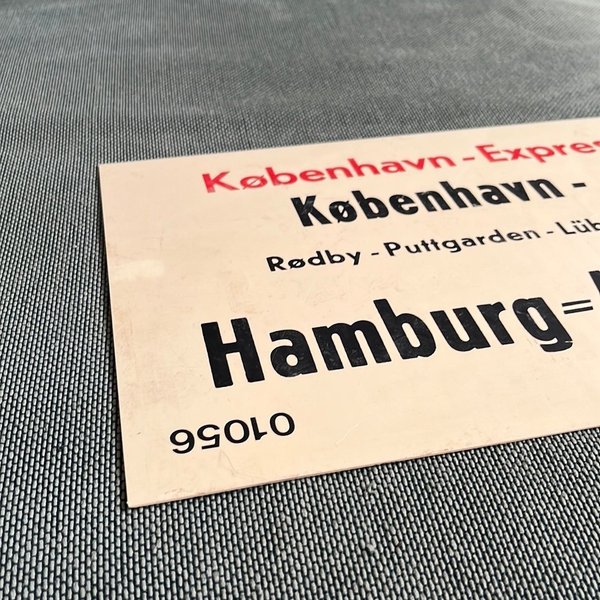 København-Expres
København -
Rødby - Puttgarden - Lüb
Hamburg=
01056